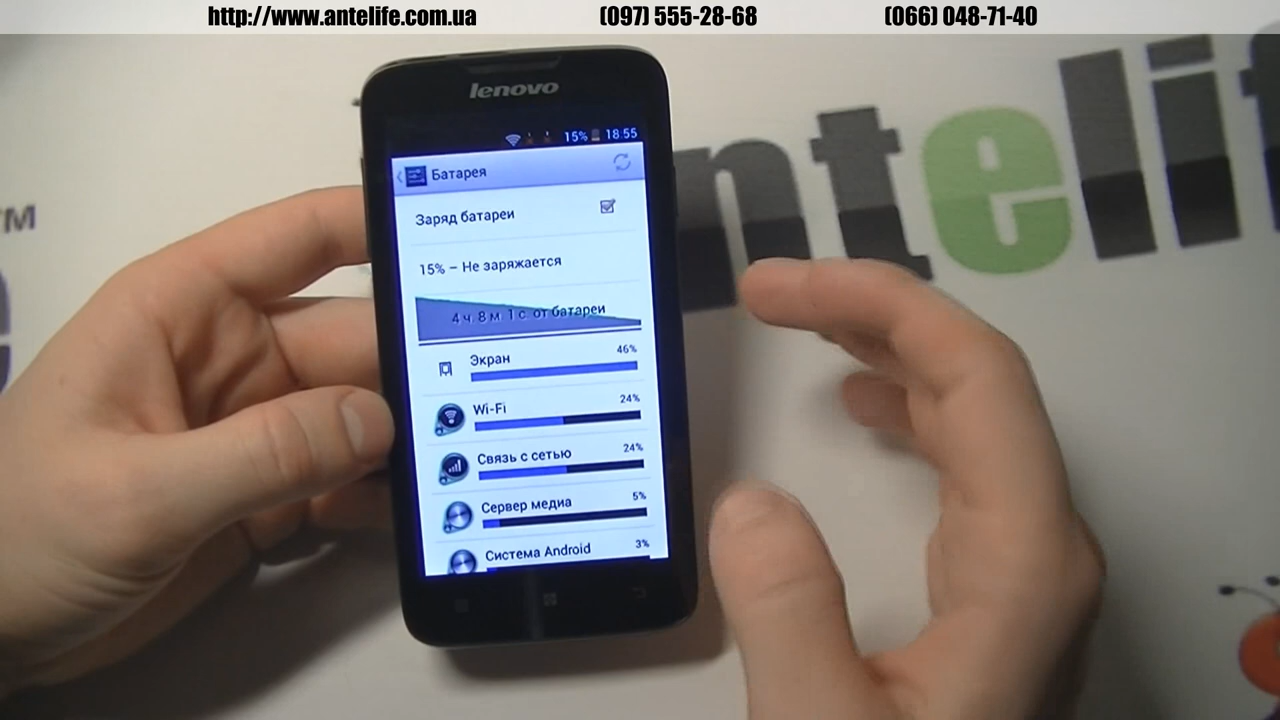 http://www.antelife.com.ua (097) 555-28-68 (066) 048-71-40
lenovo
15% 18:55
Батарея
Заряд батареи
15% – Не заряжается
4 ч. 8 м. 1 с. от батареи
Экран 46%
Wi-Fi 24%
Связь с сетью 24%
Сервер медиа 5%
Система Android 3%
antelif
TM
e